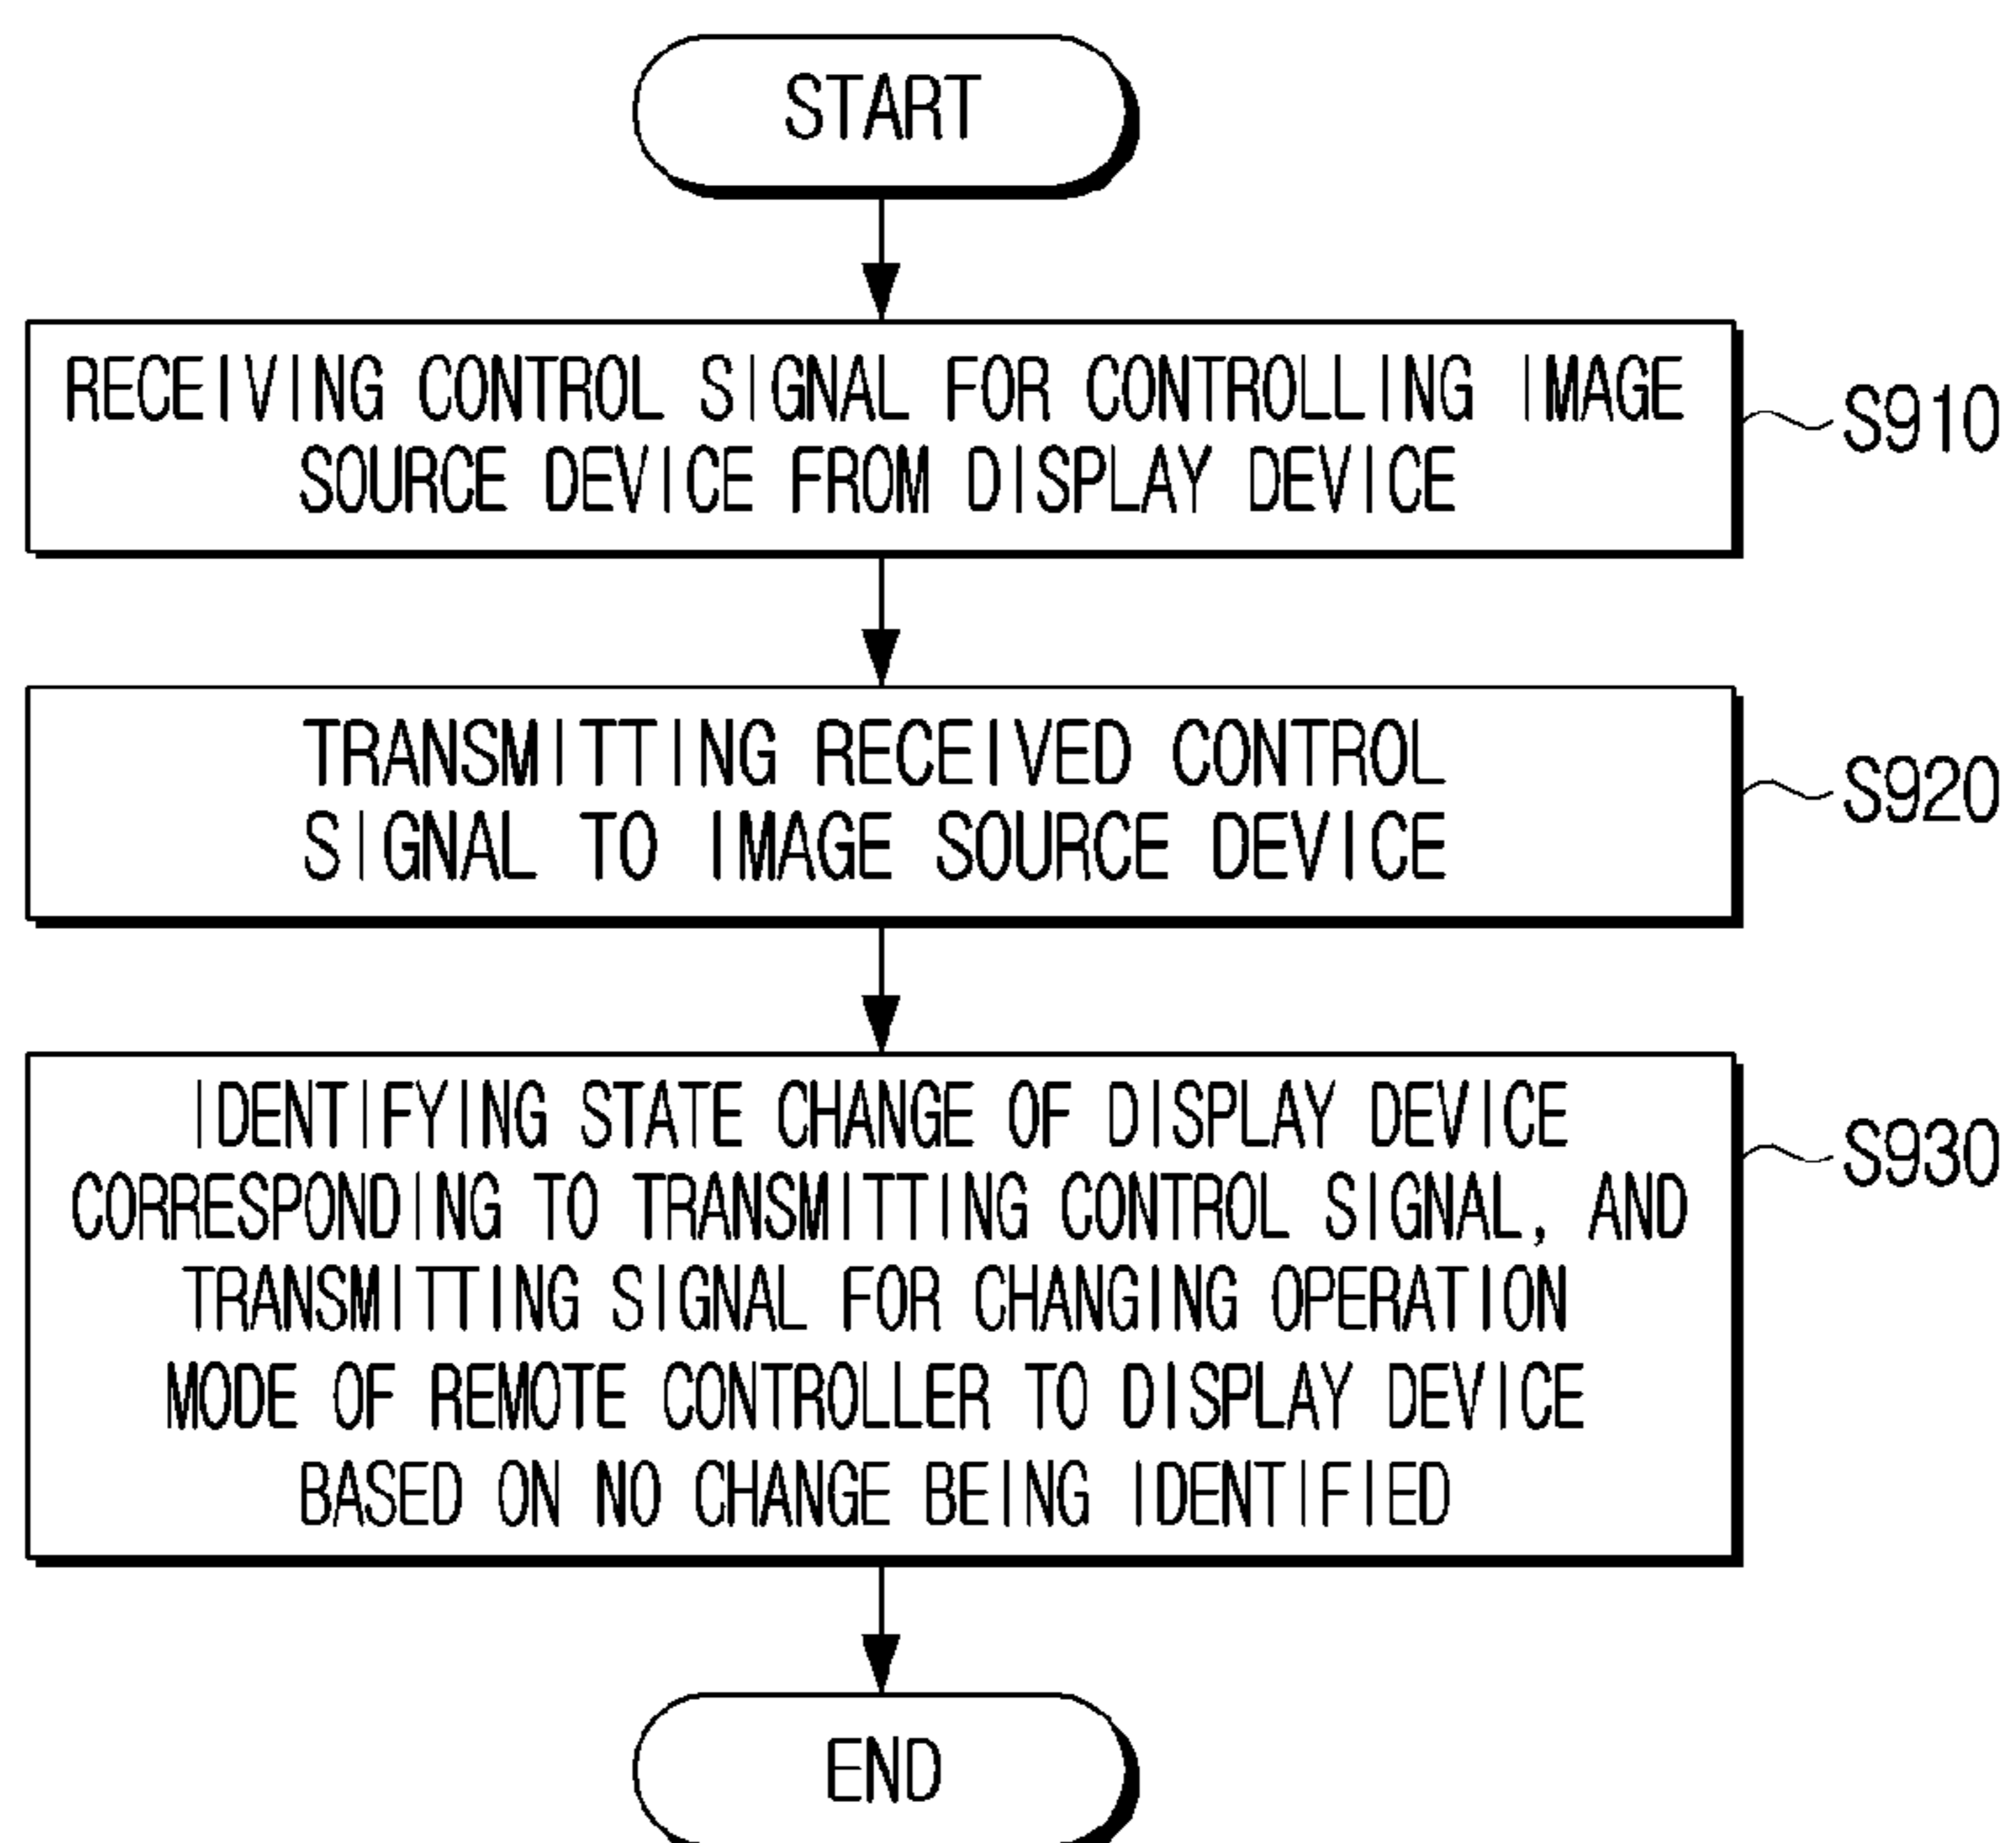 START
RECEIVING CONTROL SIGNAL FOR CONTROLLING IMAGE
SOURCE DEVICE FROM DISPLAY DEVICE
S910
TRANSMITTING RECEIVED CONTROL
SIGNAL TO IMAGE SOURCE DEVICE
S920
IDENTIFYING STATE CHANGE OF DISPLAY DEVICE
CORRESPONDING TO TRANSMITTING CONTROL SIGNAL, AND
TRANSMITTING SIGNAL FOR CHANGING OPERATION
MODE OF REMOTE CONTROLLER TO DISPLAY DEVICE
BASED ON NO CHANGE BEING IDENTIFIED
S930
END